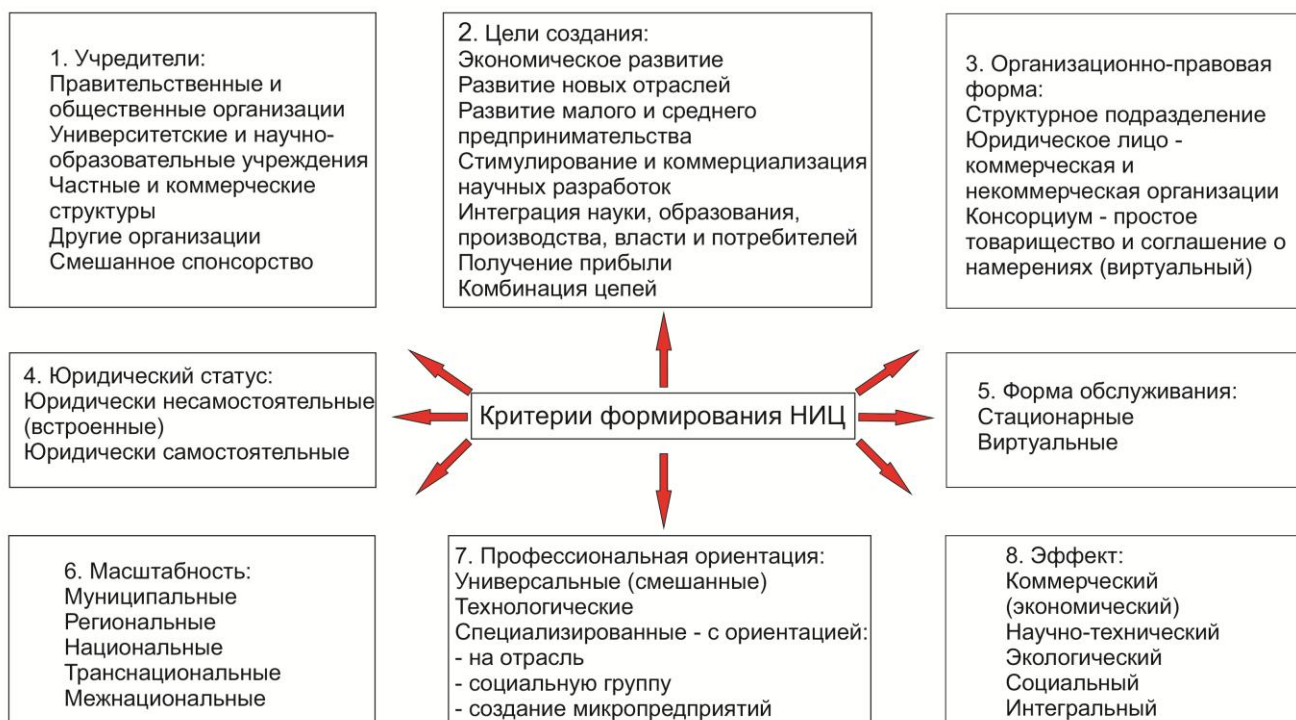 1. Учредители:
Правительственные и
общественные организации
Университетские и научно-
образовательные учреждения
Частные и коммерческие
структуры
Другие организации
Смешанное спонсорство
2. Цели создания:
Экономическое развитие
Развитие новых отраслей
Развитие малого и среднего
предпринимательства
Стимулирование и коммерциализация
научных разработок
Интеграция науки, образования,
производства, власти и потребителей
Получение прибыли
Комбинация цепей
3. Организационно-правовая
форма:
Структурное подразделение
Юридическое лицо -
коммерческая и
некоммерческая организации
Консорциум - простое
товарищество и соглашение о
намерениях (виртуальный)
4. Юридический статус:
Юридически несамостоятельные
(встроенные)
Юридически самостоятельные
Критерии формирования НИЦ
5. Форма обслуживания:
Стационарные
Виртуальные
6. Масштабность:
Муниципальные
Региональные
Национальные
Транснациональные
Межнациональные
7. Профессиональная ориентация:
Универсальные (смешанные)
Технологические
Специализированные - с ориентацией:
- на отрасль
- социальную группу
- создание микропредприятий
8. Эффект:
Коммерческий
(экономический)
Научно-технический
Экологический
Социальный
Интегральный